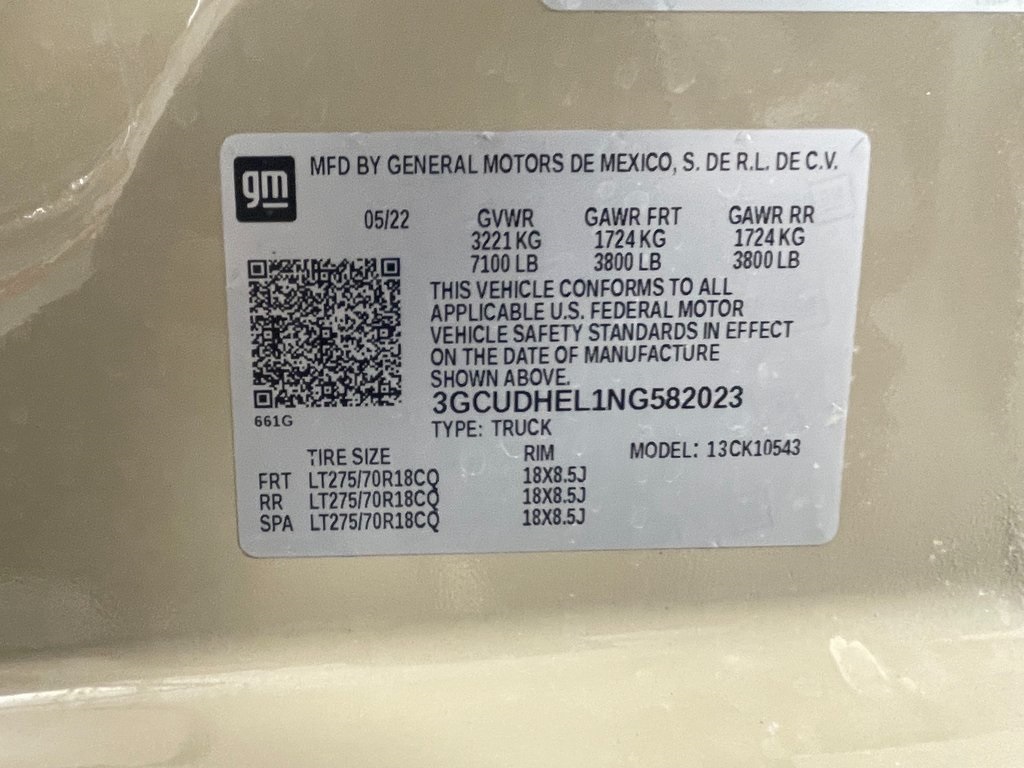 gm
MFD BY GENERAL MOTORS DE MEXICO, S. DE R.L. DE C.V.
05/22 GVWR GAWR FRT GAWR RR
3221 KG 1724 KG 1724 KG
7100 LB 3800 LB 3800 LB
THIS VEHICLE CONFORMS TO ALL
APPLICABLE U.S. FEDERAL MOTOR
VEHICLE SAFETY STANDARDS IN EFFECT
ON THE DATE OF MANUFACTURE
SHOWN ABOVE.
3GCUDHEL1NG582023
661G
TYPE: TRUCK
TIRE SIZE RIM MODEL: 13CK10543
FRT LT275/70R18CQ 18X8.5J
RR LT275/70R18CQ 18X8.5J
SPA LT275/70R18CQ 18X8.5J